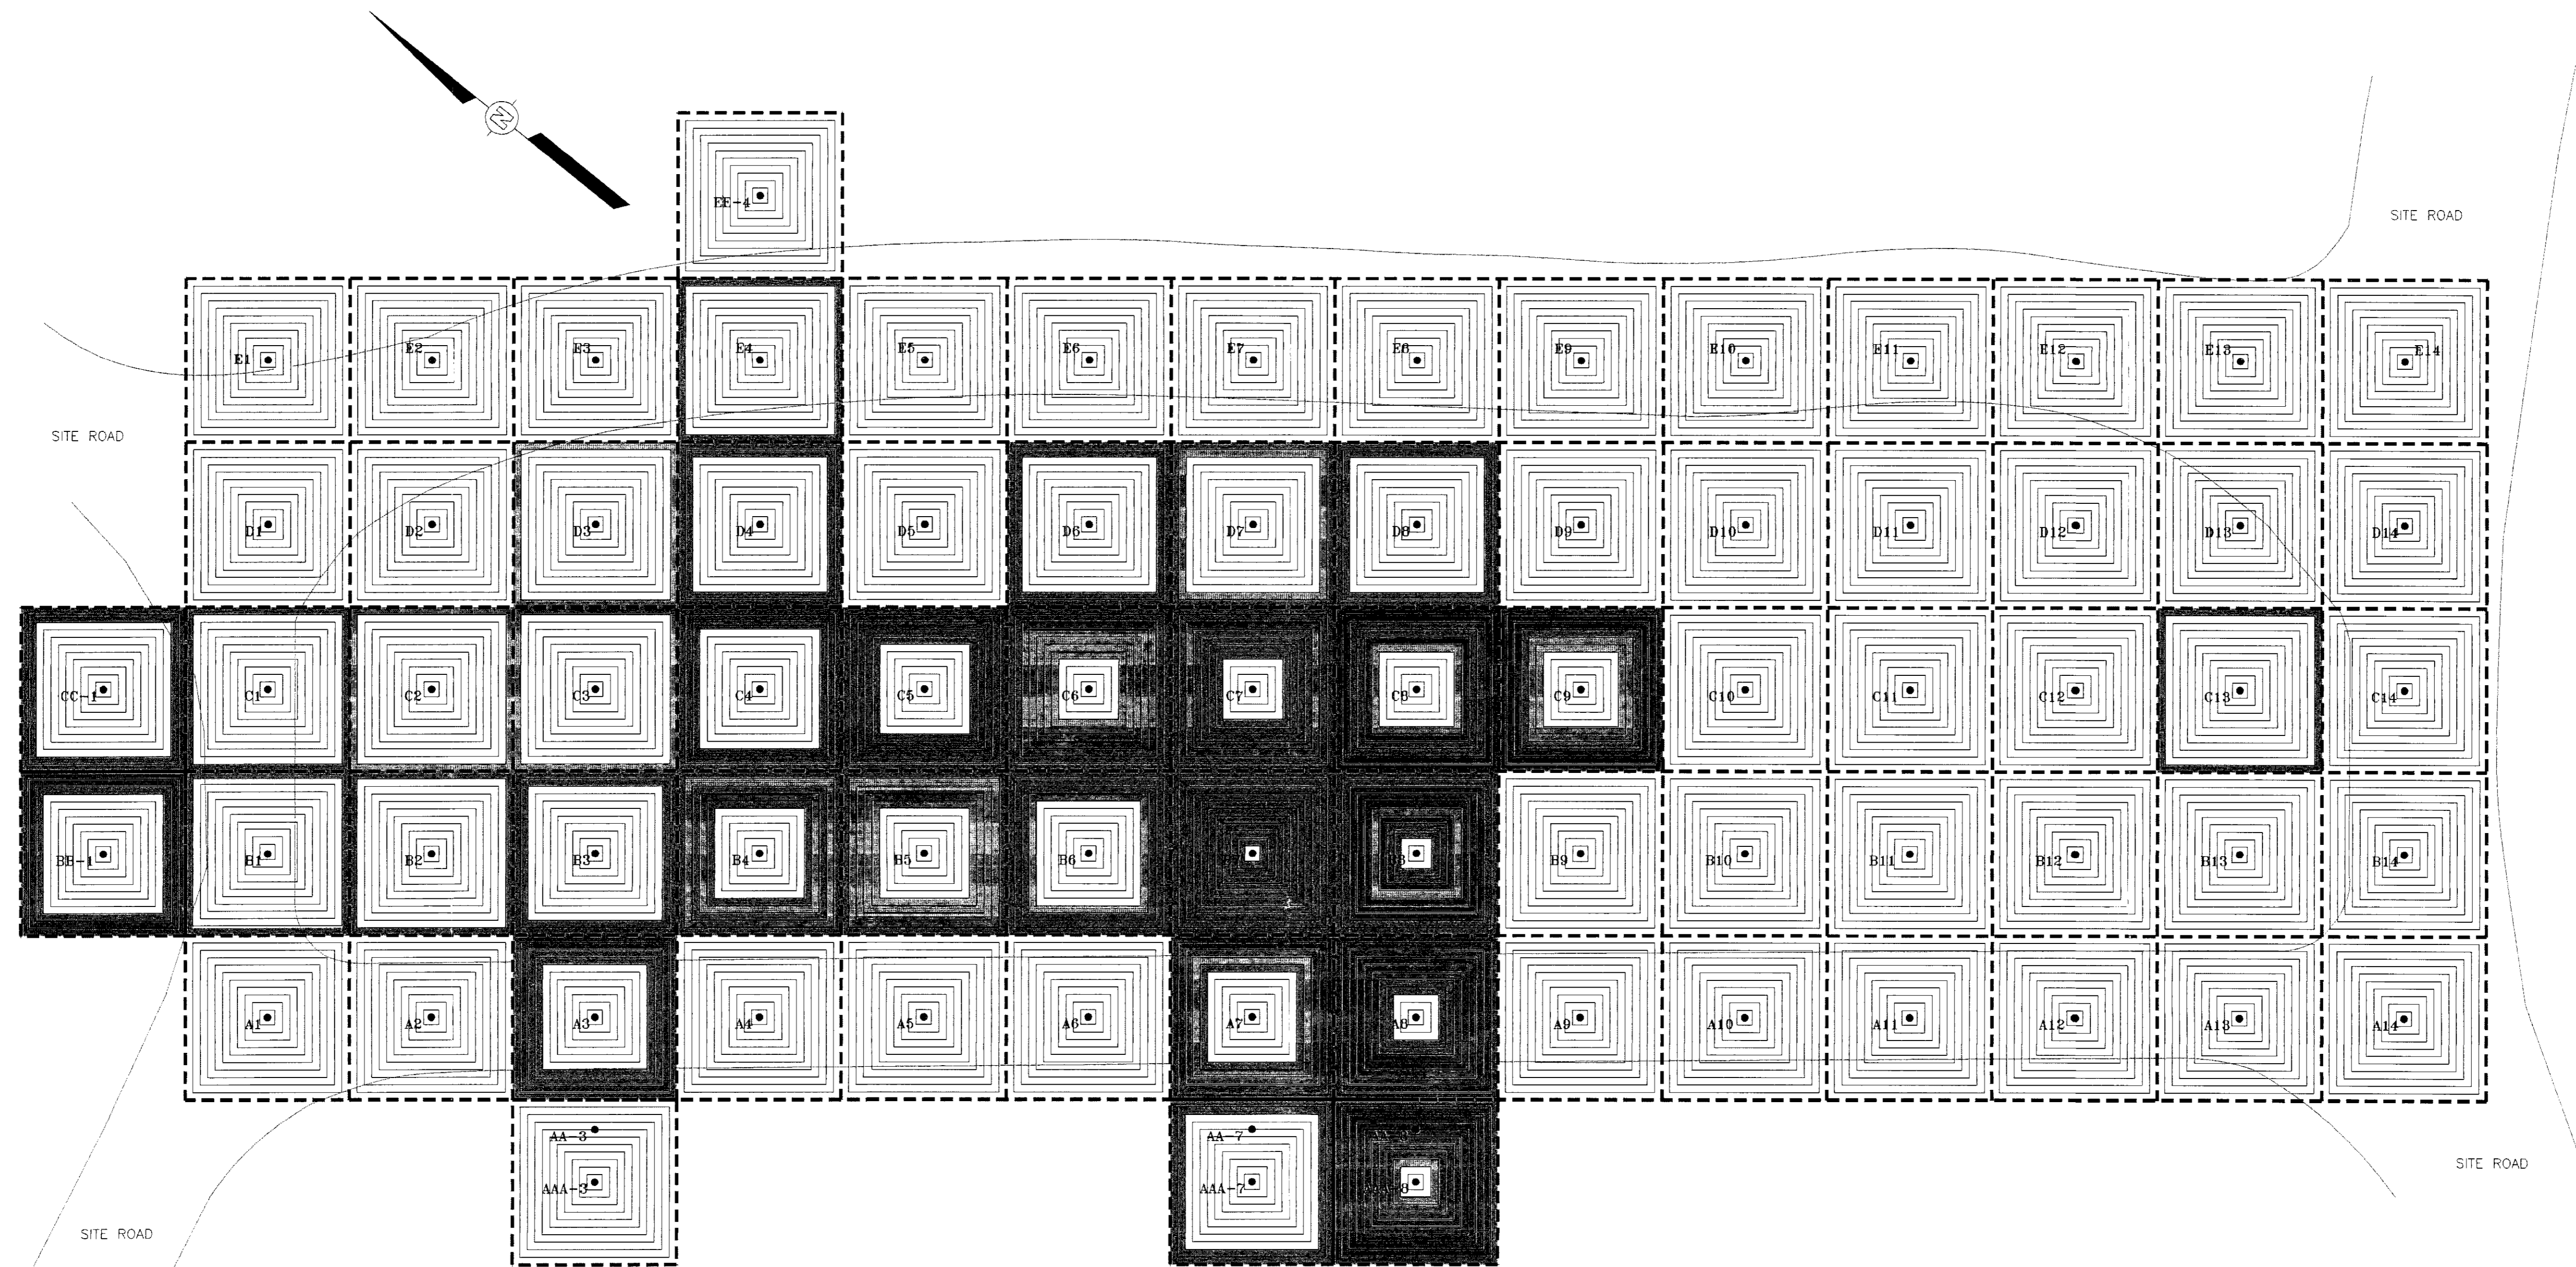 N
SITE ROAD
EE-4
E1 E2 E3 E4 E5 E6 E7 E8 E9 E10 E11 E12 E13 E14
SITE ROAD
D1 D2 D3 D4 D5 D6 D7 D8 D9 D10 D11 D12 D13 D14
CC-1 C1 C2 C3 C4 C5 C6 C7 C8 C9 C10 C11 C12 C13 C14
BB-1 B1 B2 B3 B4 B5 B6 B8 B9 B10 B11 B12 B13 B14
A1 A2 A3 A4 A5 A6 A7 A8 A9 A10 A11 A12 A13 A14
AA-3 AA-7
SITE ROAD
AAA-3 AAA-7
SITE ROAD